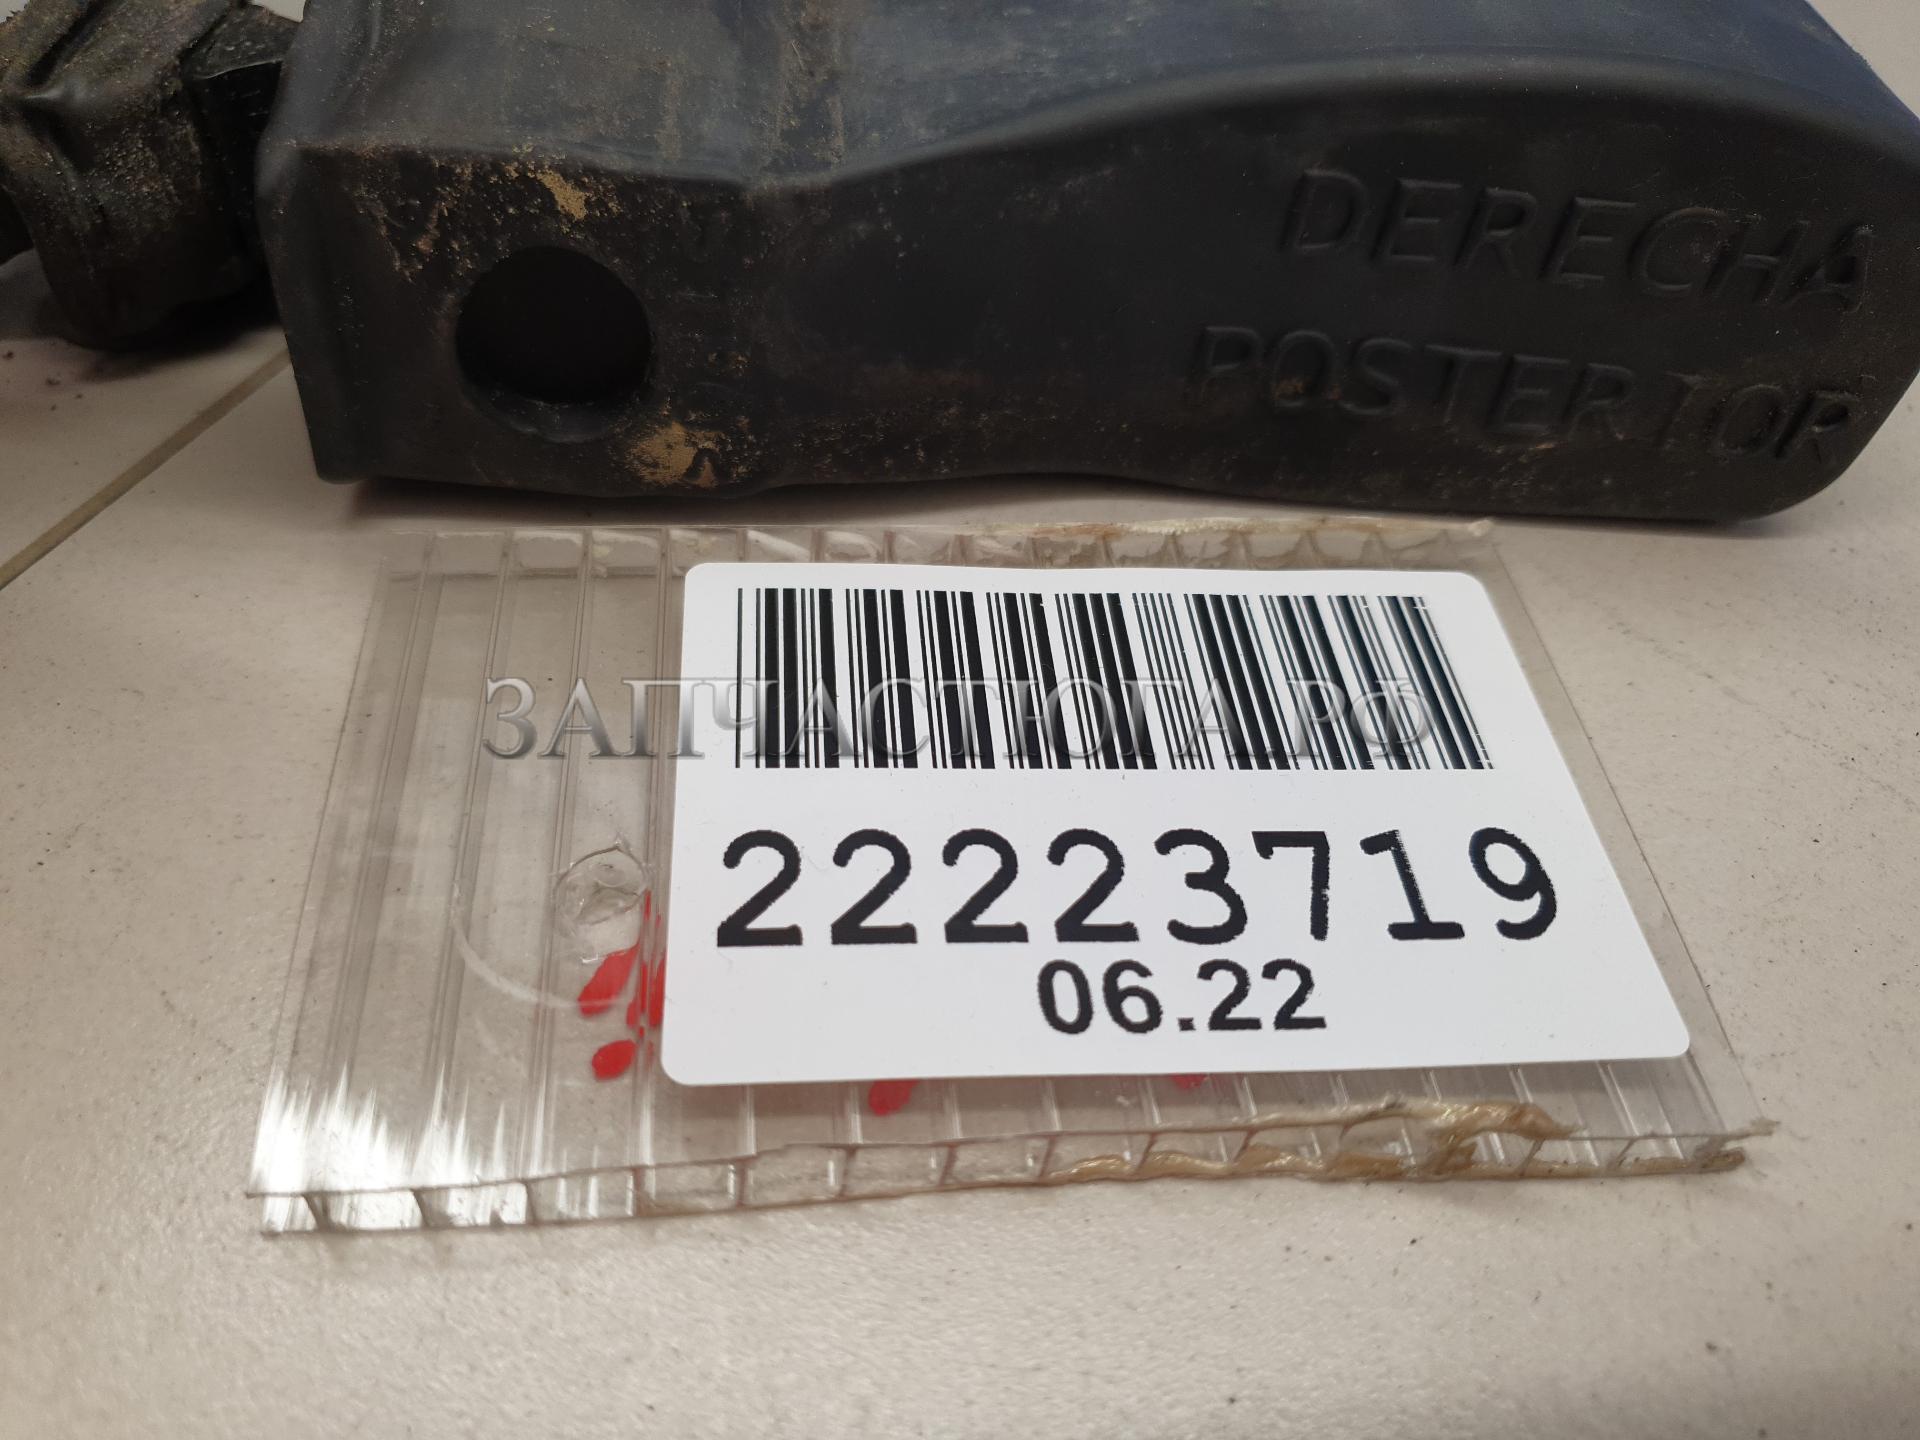 DERECHA
POSTERIOR
ЗАПЧАСТЮГА.РФ
22223719
06.22